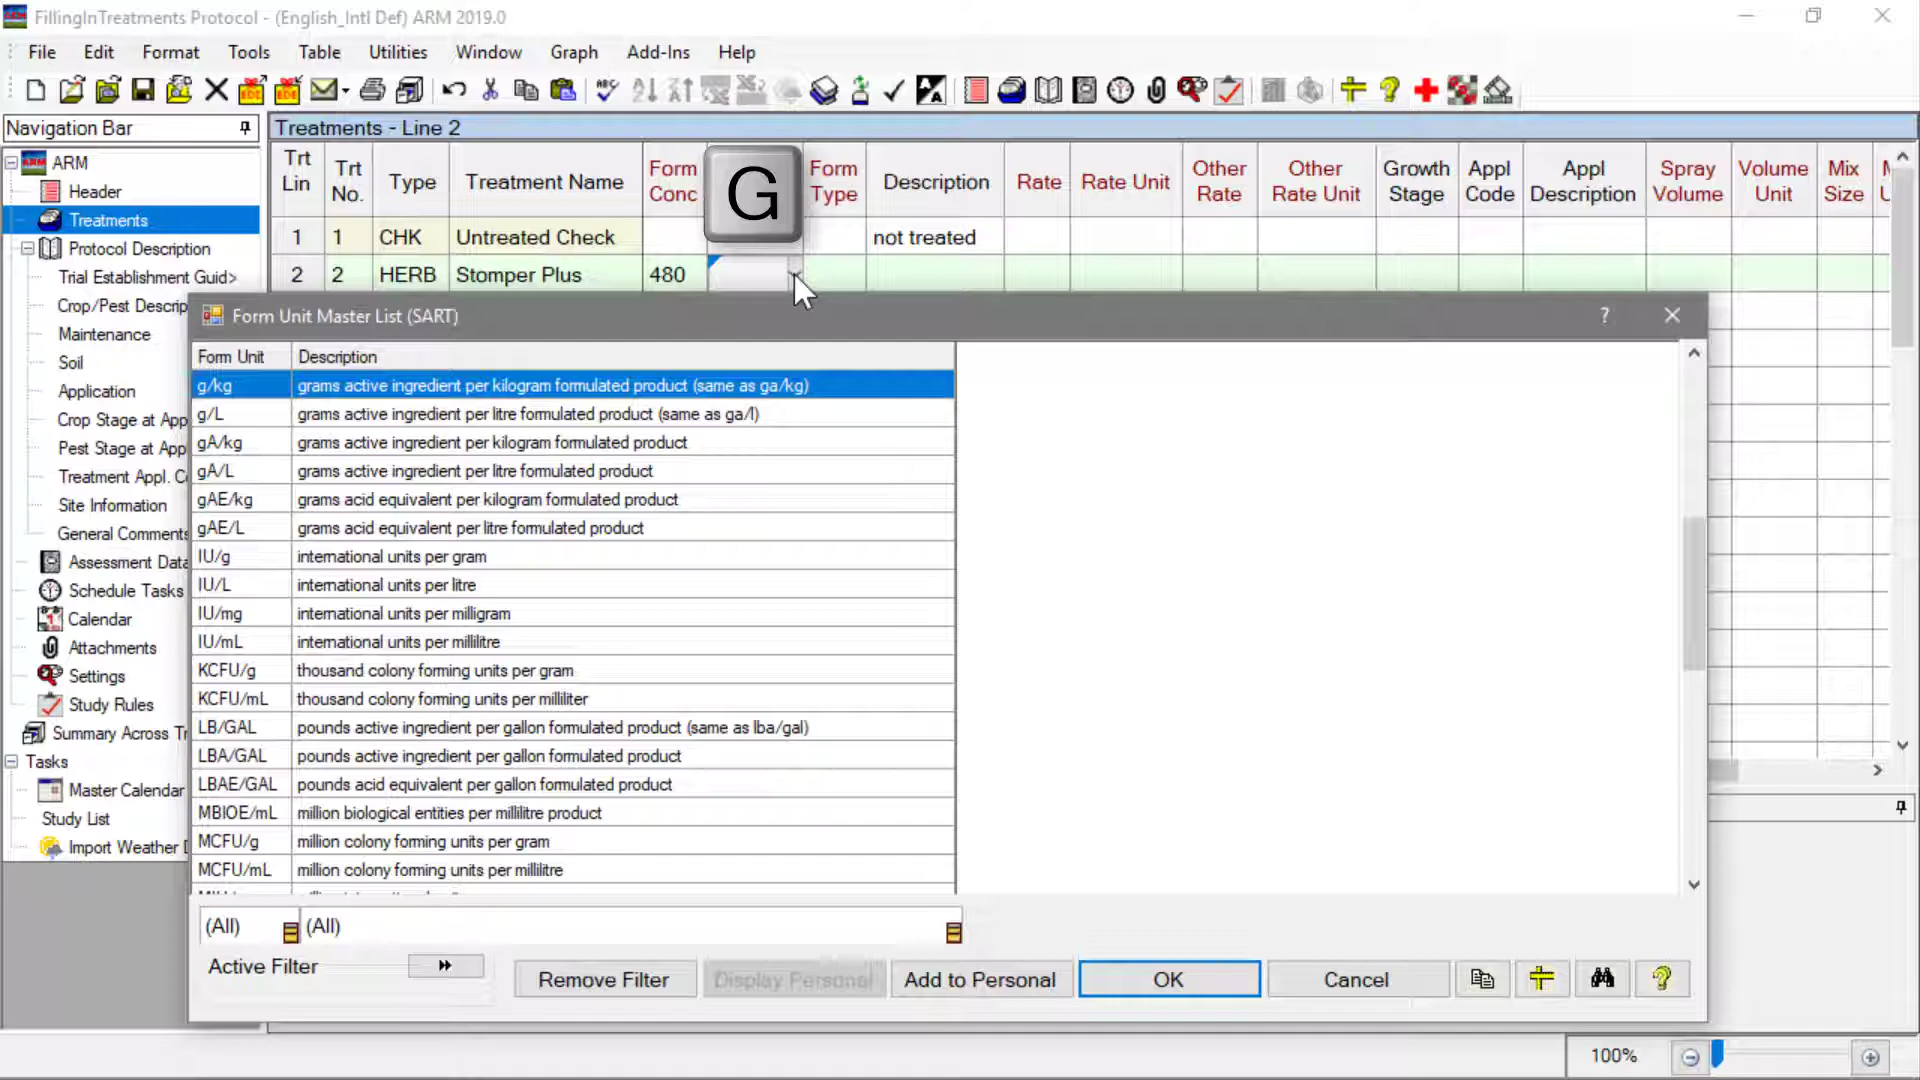 FillingInTreatments Protocol - (English_Intl Def) ARM 2019.0
File Edit Format Tools Table Utilities Window Graph Add-Ins Help
Navigation Bar
ARM
Header
Treatments
Protocol Description
Trial Establishment Guid>
Crop/Pest Descrip
Maintenance
Soil
Application
Crop Stage at App
Pest Stage at App
Treatment Appl. C
Site Information
General Comments
Assessment Data
Schedule Tasks
Calendar
Attachments
Settings
Study Rules
Summary Across Tr
Tasks
Master Calendar
Study List
Import Weather D
Treatments - Line 2
Trt Lin Trt No. Type Treatment Name Form Conc G Form Type Description Rate Rate Unit Other Rate Other Rate Unit Growth Stage Appl Code Appl Description Spray Volume Volume Unit Mix Size
1 1 CHK Untreated Check not treated
2 2 HERB Stomper Plus 480
Form Unit Master List (SART)
Form Unit Description
g/kg grams active ingredient per kilogram formulated product (same as ga/kg)
g/L grams active ingredient per litre formulated product (same as ga/l)
gA/kg grams active ingredient per kilogram formulated product
gA/L grams active ingredient per litre formulated product
gAE/kg grams acid equivalent per kilogram formulated product
gAE/L grams acid equivalent per litre formulated product
IU/g international units per gram
IU/L international units per litre
IU/mg international units per milligram
IU/mL international units per millilitre
KCFU/g thousand colony forming units per gram
KCFU/mL thousand colony forming units per milliliter
LB/GAL pounds active ingredient per gallon formulated product (same as lba/gal)
LBA/GAL pounds active ingredient per gallon formulated product
LBAE/GAL pounds acid equivalent per gallon formulated product
MBIOE/mL million biological entities per millilitre product
MCFU/g million colony forming units per gram
MCFU/mL million colony forming units per millilitre
(All) (All)
Active Filter
Remove Filter Display Personal Add to Personal OK Cancel
100%